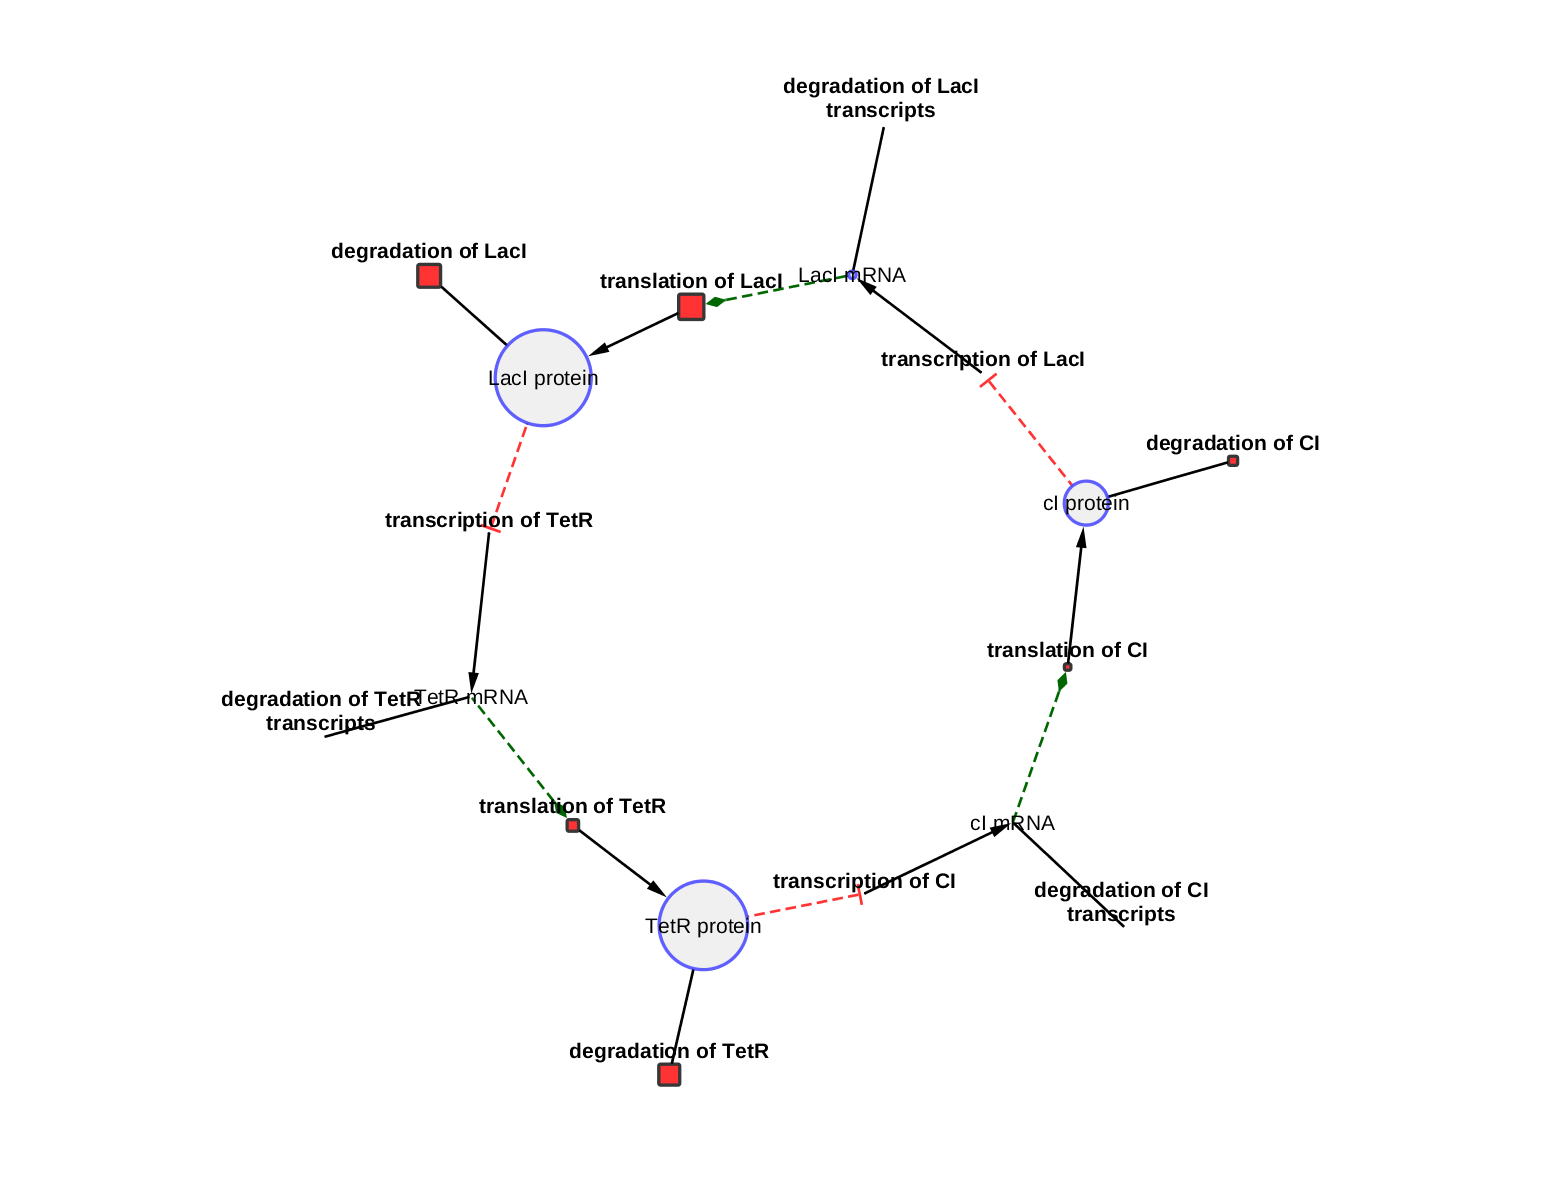 degradation of LacI
transcripts
degradation of LacI
translation of LacI
LacI mRNA
transcription of LacI
LacI protein
degradation of CI
cI protein
transcription of TetR
translation of CI
degradation of TetR
transcripts
TetR mRNA
translation of TetR
cI mRNA
transcription of CI
degradation of CI
transcripts
TetR protein
degradation of TetR